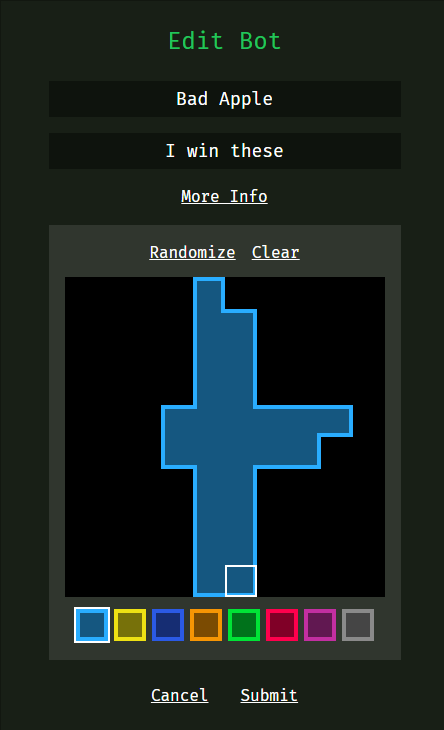 Edit Bot
Bad Apple
I win these
More Info
Randomize Clear
Cancel Submit